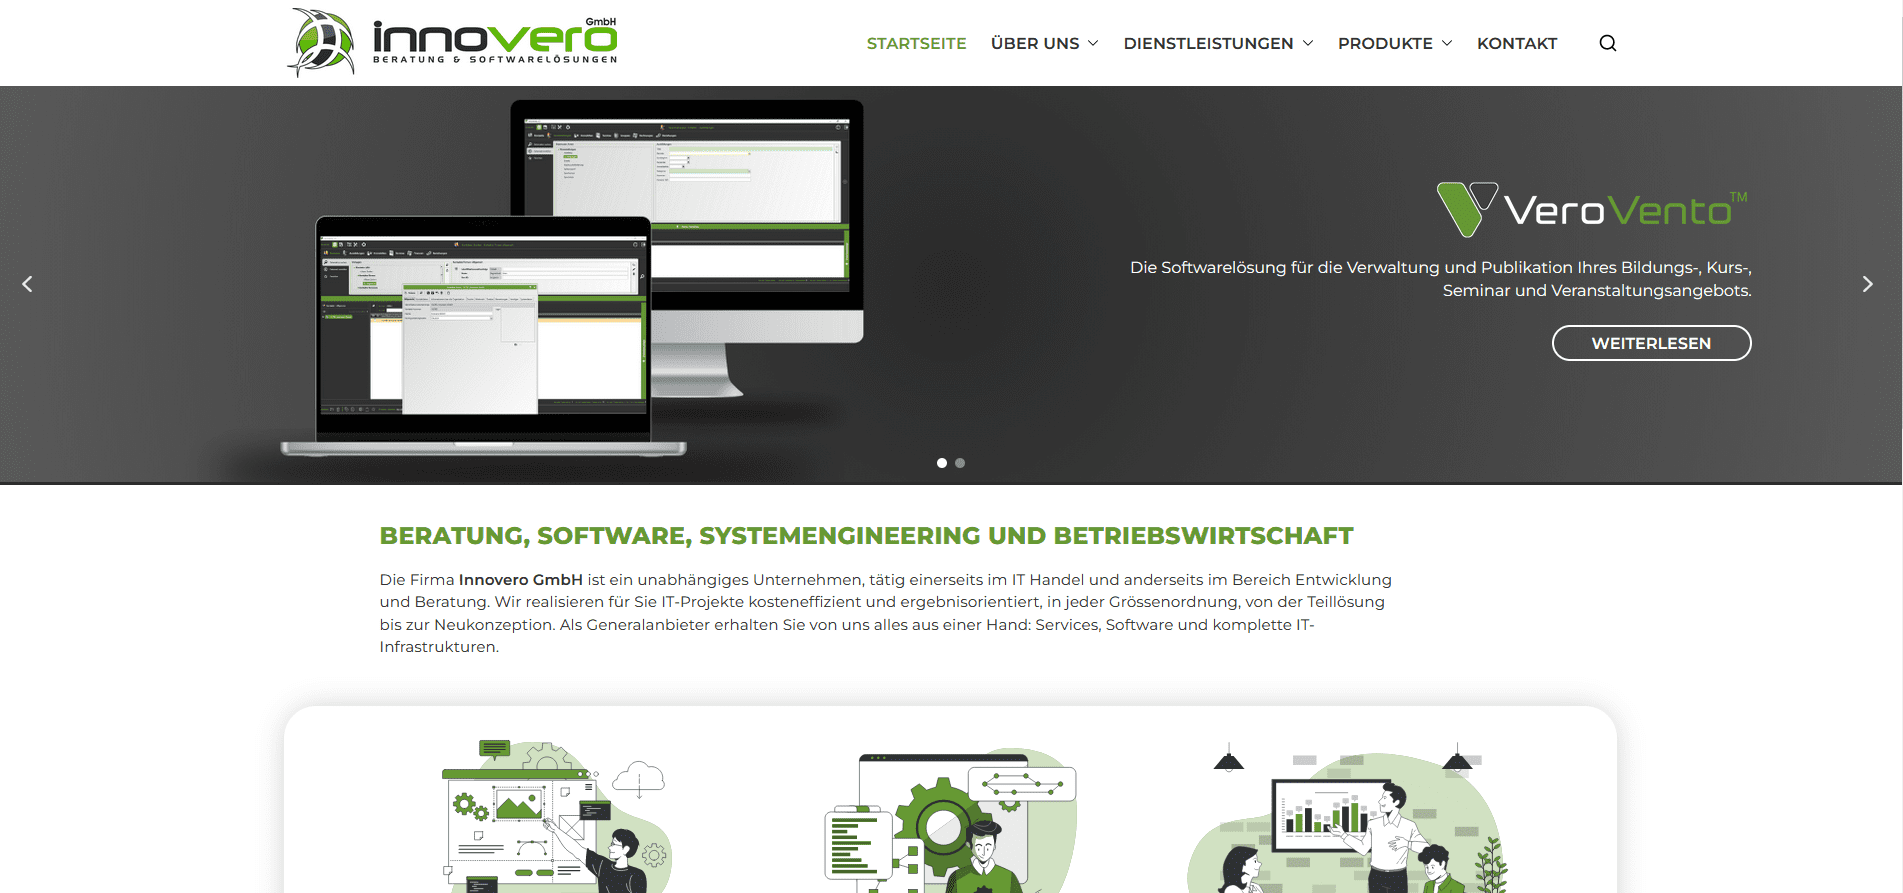 innovero GmbH
BERATUNG & SOFTWARELÖSUNGEN
STARTSEITE ÜBER UNS DIENSTLEISTUNGEN PRODUKTE KONTAKT
VeroVento™
Die Softwarelösung für die Verwaltung und Publikation Ihres Bildungs-, Kurs-,
Seminar und Veranstaltungsangebots.
WEITERLESEN
BERATUNG, SOFTWARE, SYSTEMENGINEERING UND BETRIEBSWIRTSCHAFT
Die Firma Innovero GmbH ist ein unabhängiges Unternehmen, tätig einerseits im IT Handel und anderseits im Bereich Entwicklung
und Beratung. Wir realisieren für Sie IT-Projekte kosteneffizient und ergebnisorientiert, in jeder Grössenordnung, von der Teillösung
bis zur Neukonzeption. Als Generalanbieter erhalten Sie von uns alles aus einer Hand: Services, Software und komplette IT-
Infrastrukturen.